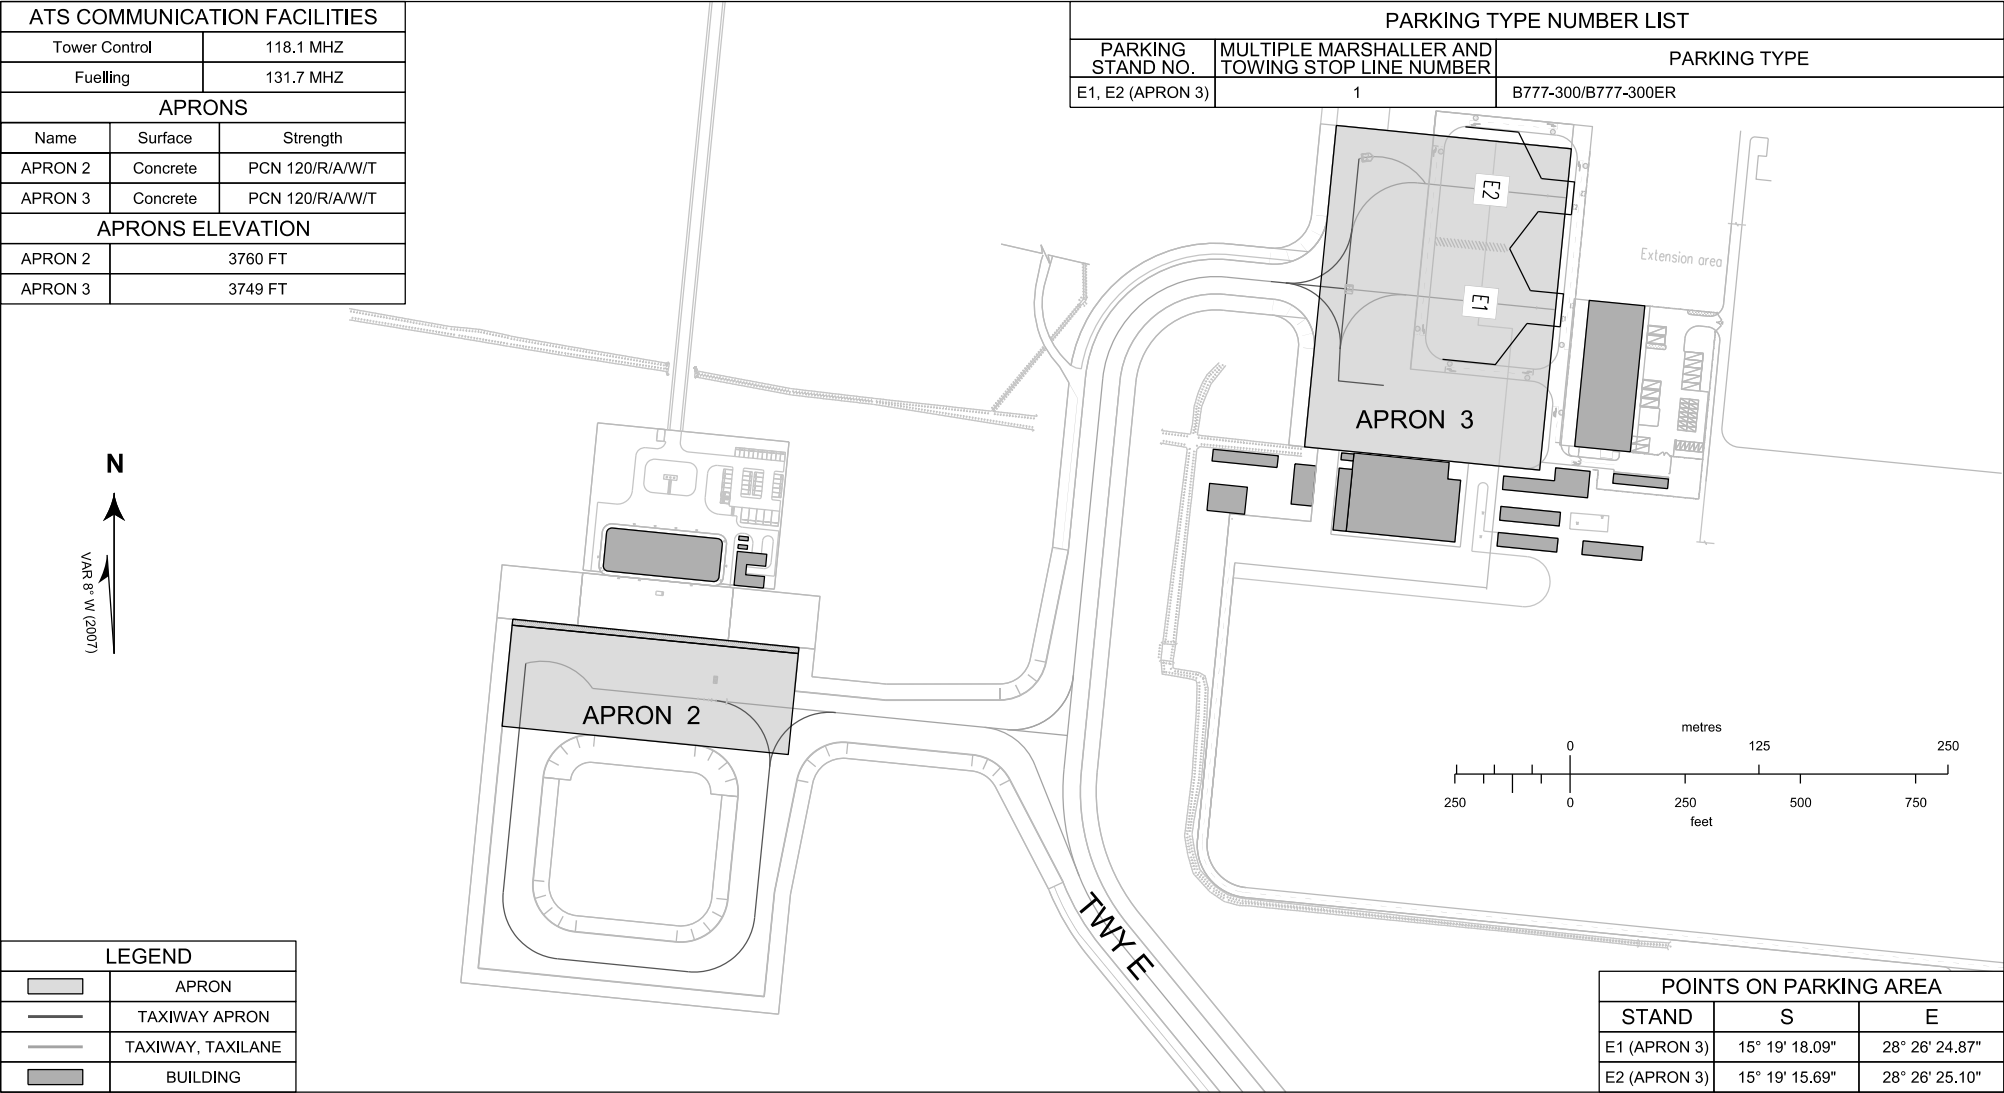 ATS COMMUNICATION FACILITIES
Tower Control 118.1 MHZ
Fuelling 131.7 MHZ
APRONS
Name Surface Strength
APRON 2 Concrete PCN 120/R/A/W/T
APRON 3 Concrete PCN 120/R/A/W/T
APRONS ELEVATION
APRON 2 3760 FT
APRON 3 3749 FT
PARKING TYPE NUMBER LIST
PARKING STAND NO.
MULTIPLE MARSHALLER AND TOWING STOP LINE NUMBER
PARKING TYPE
E1, E2 (APRON 3) 1 B777-300/B777-300ER
E2
Extension area
E1
APRON 3
N
VAR 8° W (2007)
APRON 2
TWY E
metres
0 125 250
250 0 250 500 750
feet
LEGEND
APRON
TAXIWAY APRON
TAXIWAY, TAXILANE
BUILDING
POINTS ON PARKING AREA
STAND S E
E1 (APRON 3) 15° 19' 18.09" 28° 26' 24.87"
E2 (APRON 3) 15° 19' 15.69" 28° 26' 25.10"